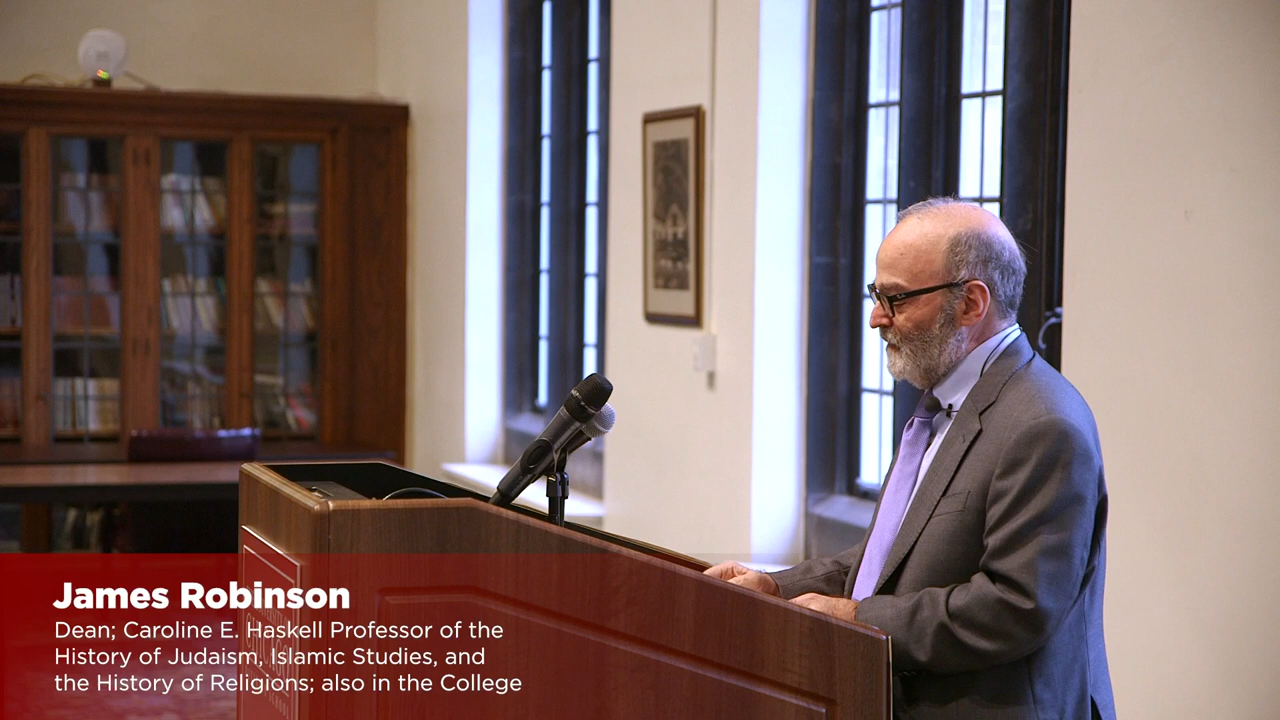 James Robinson
Dean; Caroline E. Haskell Professor of the
History of Judaism, Islamic Studies, and
the History of Religions; also in the College